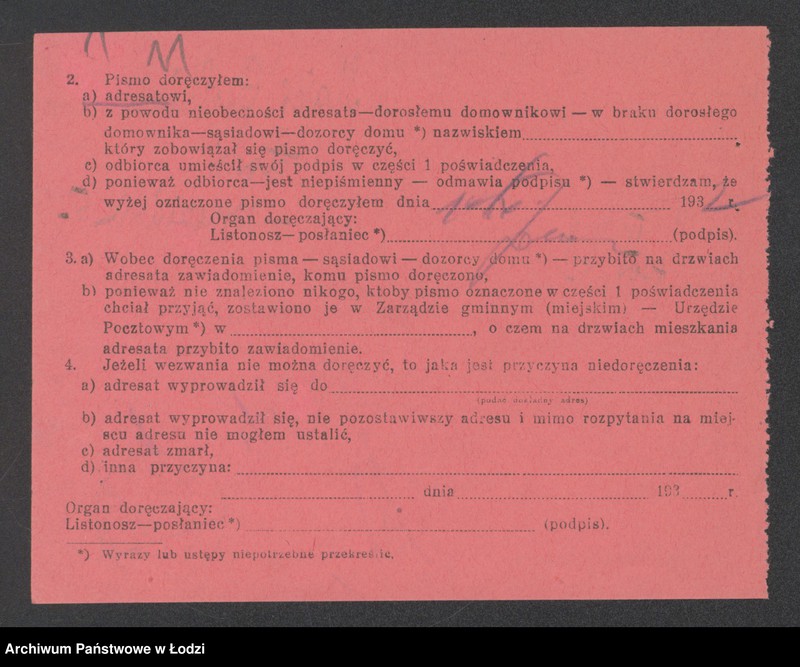 M
2. Pismo doręczyłem:
a) adresatowi,
b) z powodu nieobecności adresata—dorosłemu domownikowi — w braku dorosłego
domownika—sąsiadowi—dozorcy domu *) nazwiskiem
który zobowiązał się pismo doręczyć,
c) odbiorca umieścił swój podpis w części 1 poświadczenia,
d) ponieważ odbiorca—jest niepiśmienny — odmawia podpisu *) — stwierdzam, że
wyżej oznaczone pismo doręczyłem dnia 1932 r.
Organ doręczający:
Listonosz—posłaniec *) (podpis).
3. a) Wobec doręczenia pisma — sąsiadowi — dozorcy domu *) — przybito na drzwiach
adresata zawiadomienie, komu pismo doręczono,
b) ponieważ nie znaleziono nikogo, ktoby pismo oznaczone w części 1 poświadczenia
chciał przyjąć, zostawiono je w Zarządzie gminnym (miejskim) — Urzędzie
Pocztowym *) w , o czem na drzwiach mieszkania
adresata przybito zawiadomienie.
4. Jeżeli wezwania nie można doręczyć, to jaka jest przyczyna niedoręczenia:
a) adresat wyprowadził się do
(podać dokładny adres)
b) adresat wyprowadził się, nie pozostawiwszy adresu i mimo rozpytania na miej-
scu adresu nie mogłem ustalić,
c) adresat zmarł,
d) inna przyczyna:
dnia 193 r.
Organ doręczający:
Listonosz—posłaniec *) (podpis).
*) Wyrazy lub ustępy niepotrzebne przekreślić.
Archiwum Państwowe w Łodzi